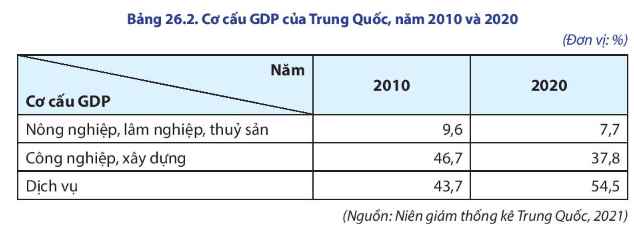 Bảng 26.2. Cơ cấu GDP của Trung Quốc, năm 2010 và 2020
(Đơn vị: %)
Năm
Cơ cấu GDP
2010
2020
Nông nghiệp, lâm nghiệp, thuỷ sản 9,6 7,7
Công nghiệp, xây dựng 46,7 37,8
Dịch vụ 43,7 54,5
(Nguồn: Niên giám thống kê Trung Quốc, 2021)